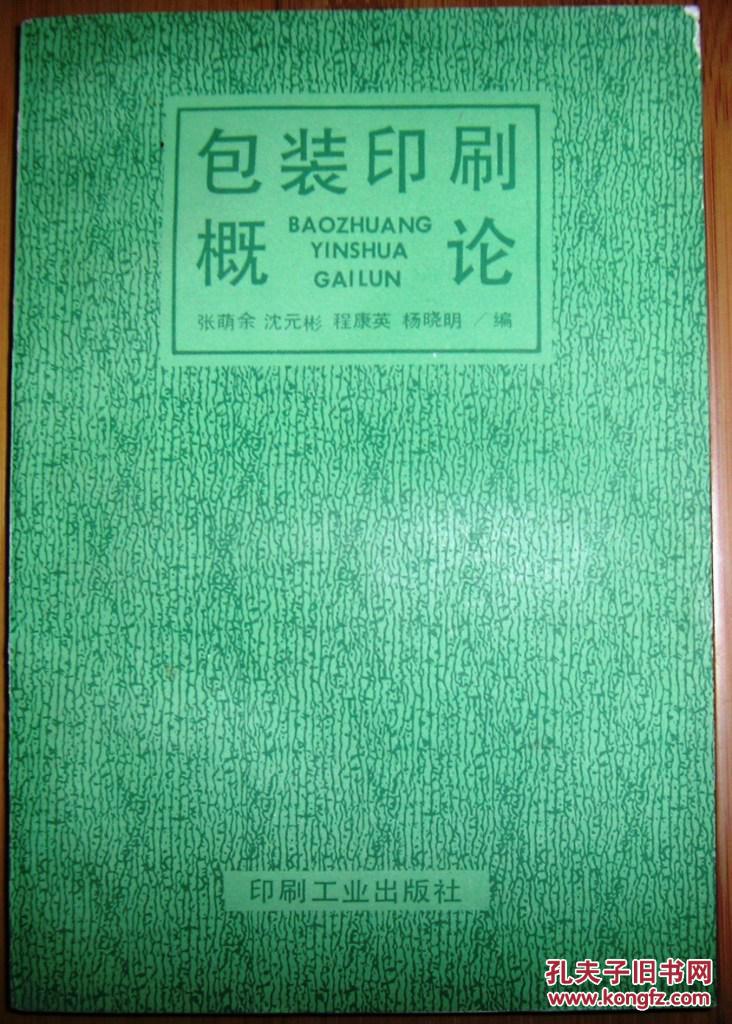 包装印刷
概 BAOZHUANG 论
YINSHUA
GAILUN
张萌余 沈元彬 程康英 杨晓明 / 编
印刷工业出版社
孔夫子旧书网
www.kongfz.com